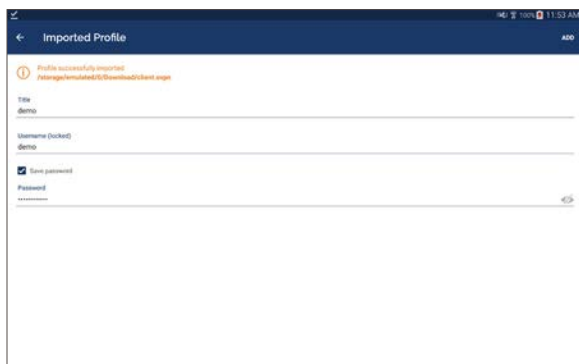 100% 11:53 AM
Imported Profile
ADD
Profile successfully imported
/storage/emulated/0/Download/client.ovpn
Title
demo
Username (locked)
demo
Save password
Password